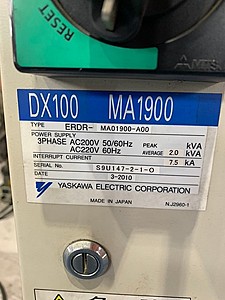 DX100 MA1900
TYPE ERDR- MA01900-A00
POWER SUPPLY
3PHASE AC200V 50/60Hz PEAK kVA
AC220V 60Hz AVERAGE 2.0 kVA
INTERRUPT CURRENT 7.5 kA
SERIAL No. S9U147-2-1-0
DATE 3-2010
YASKAWA ELECTRIC CORPORATION
MADE IN JAPAN NJ2960-1